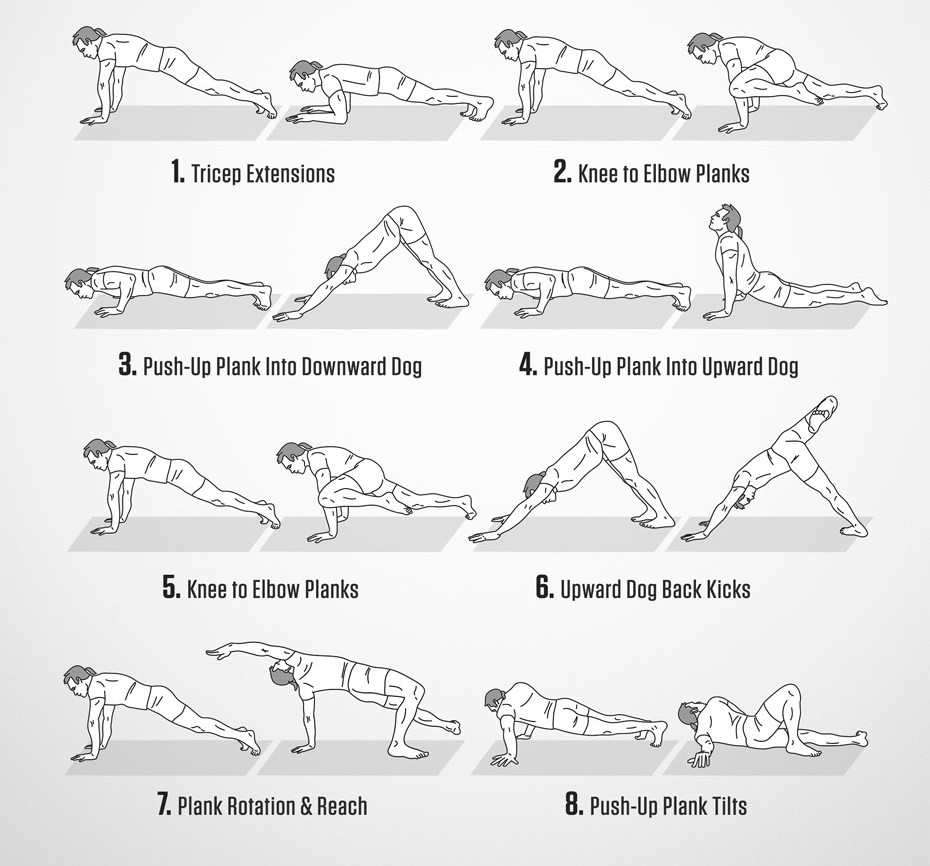 1. Tricep Extensions
2. Knee to Elbow Planks
3. Push-Up Plank Into Downward Dog
4. Push-Up Plank Into Upward Dog
5. Knee to Elbow Planks
6. Upward Dog Back Kicks
7. Plank Rotation & Reach
8. Push-Up Plank Tilts